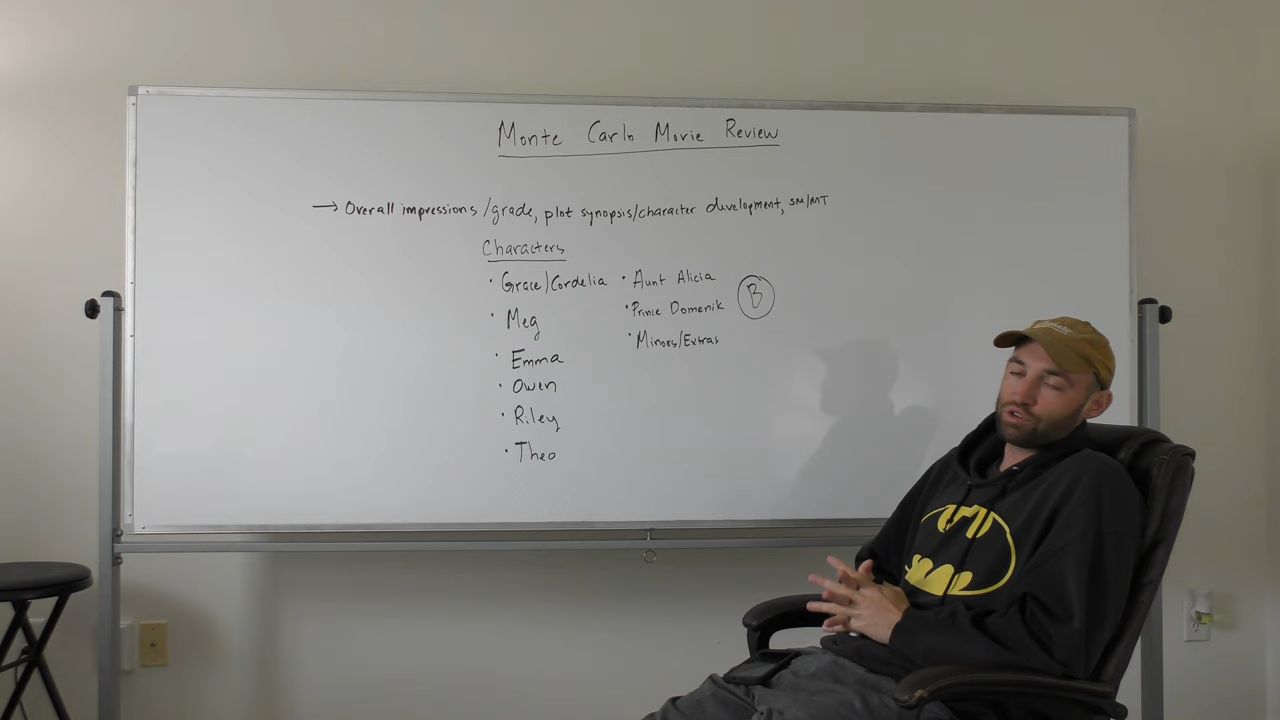 Monte Carlo Movie Review
→ Overall impressions/grade, plot synopsis/character development, SM/MT
Characters
• Grace/Cordelia
• Meg
• Emma
• Owen
• Riley
• Theo
• Aunt Alicia
• Prince Domenik
• Minors/Extras
B